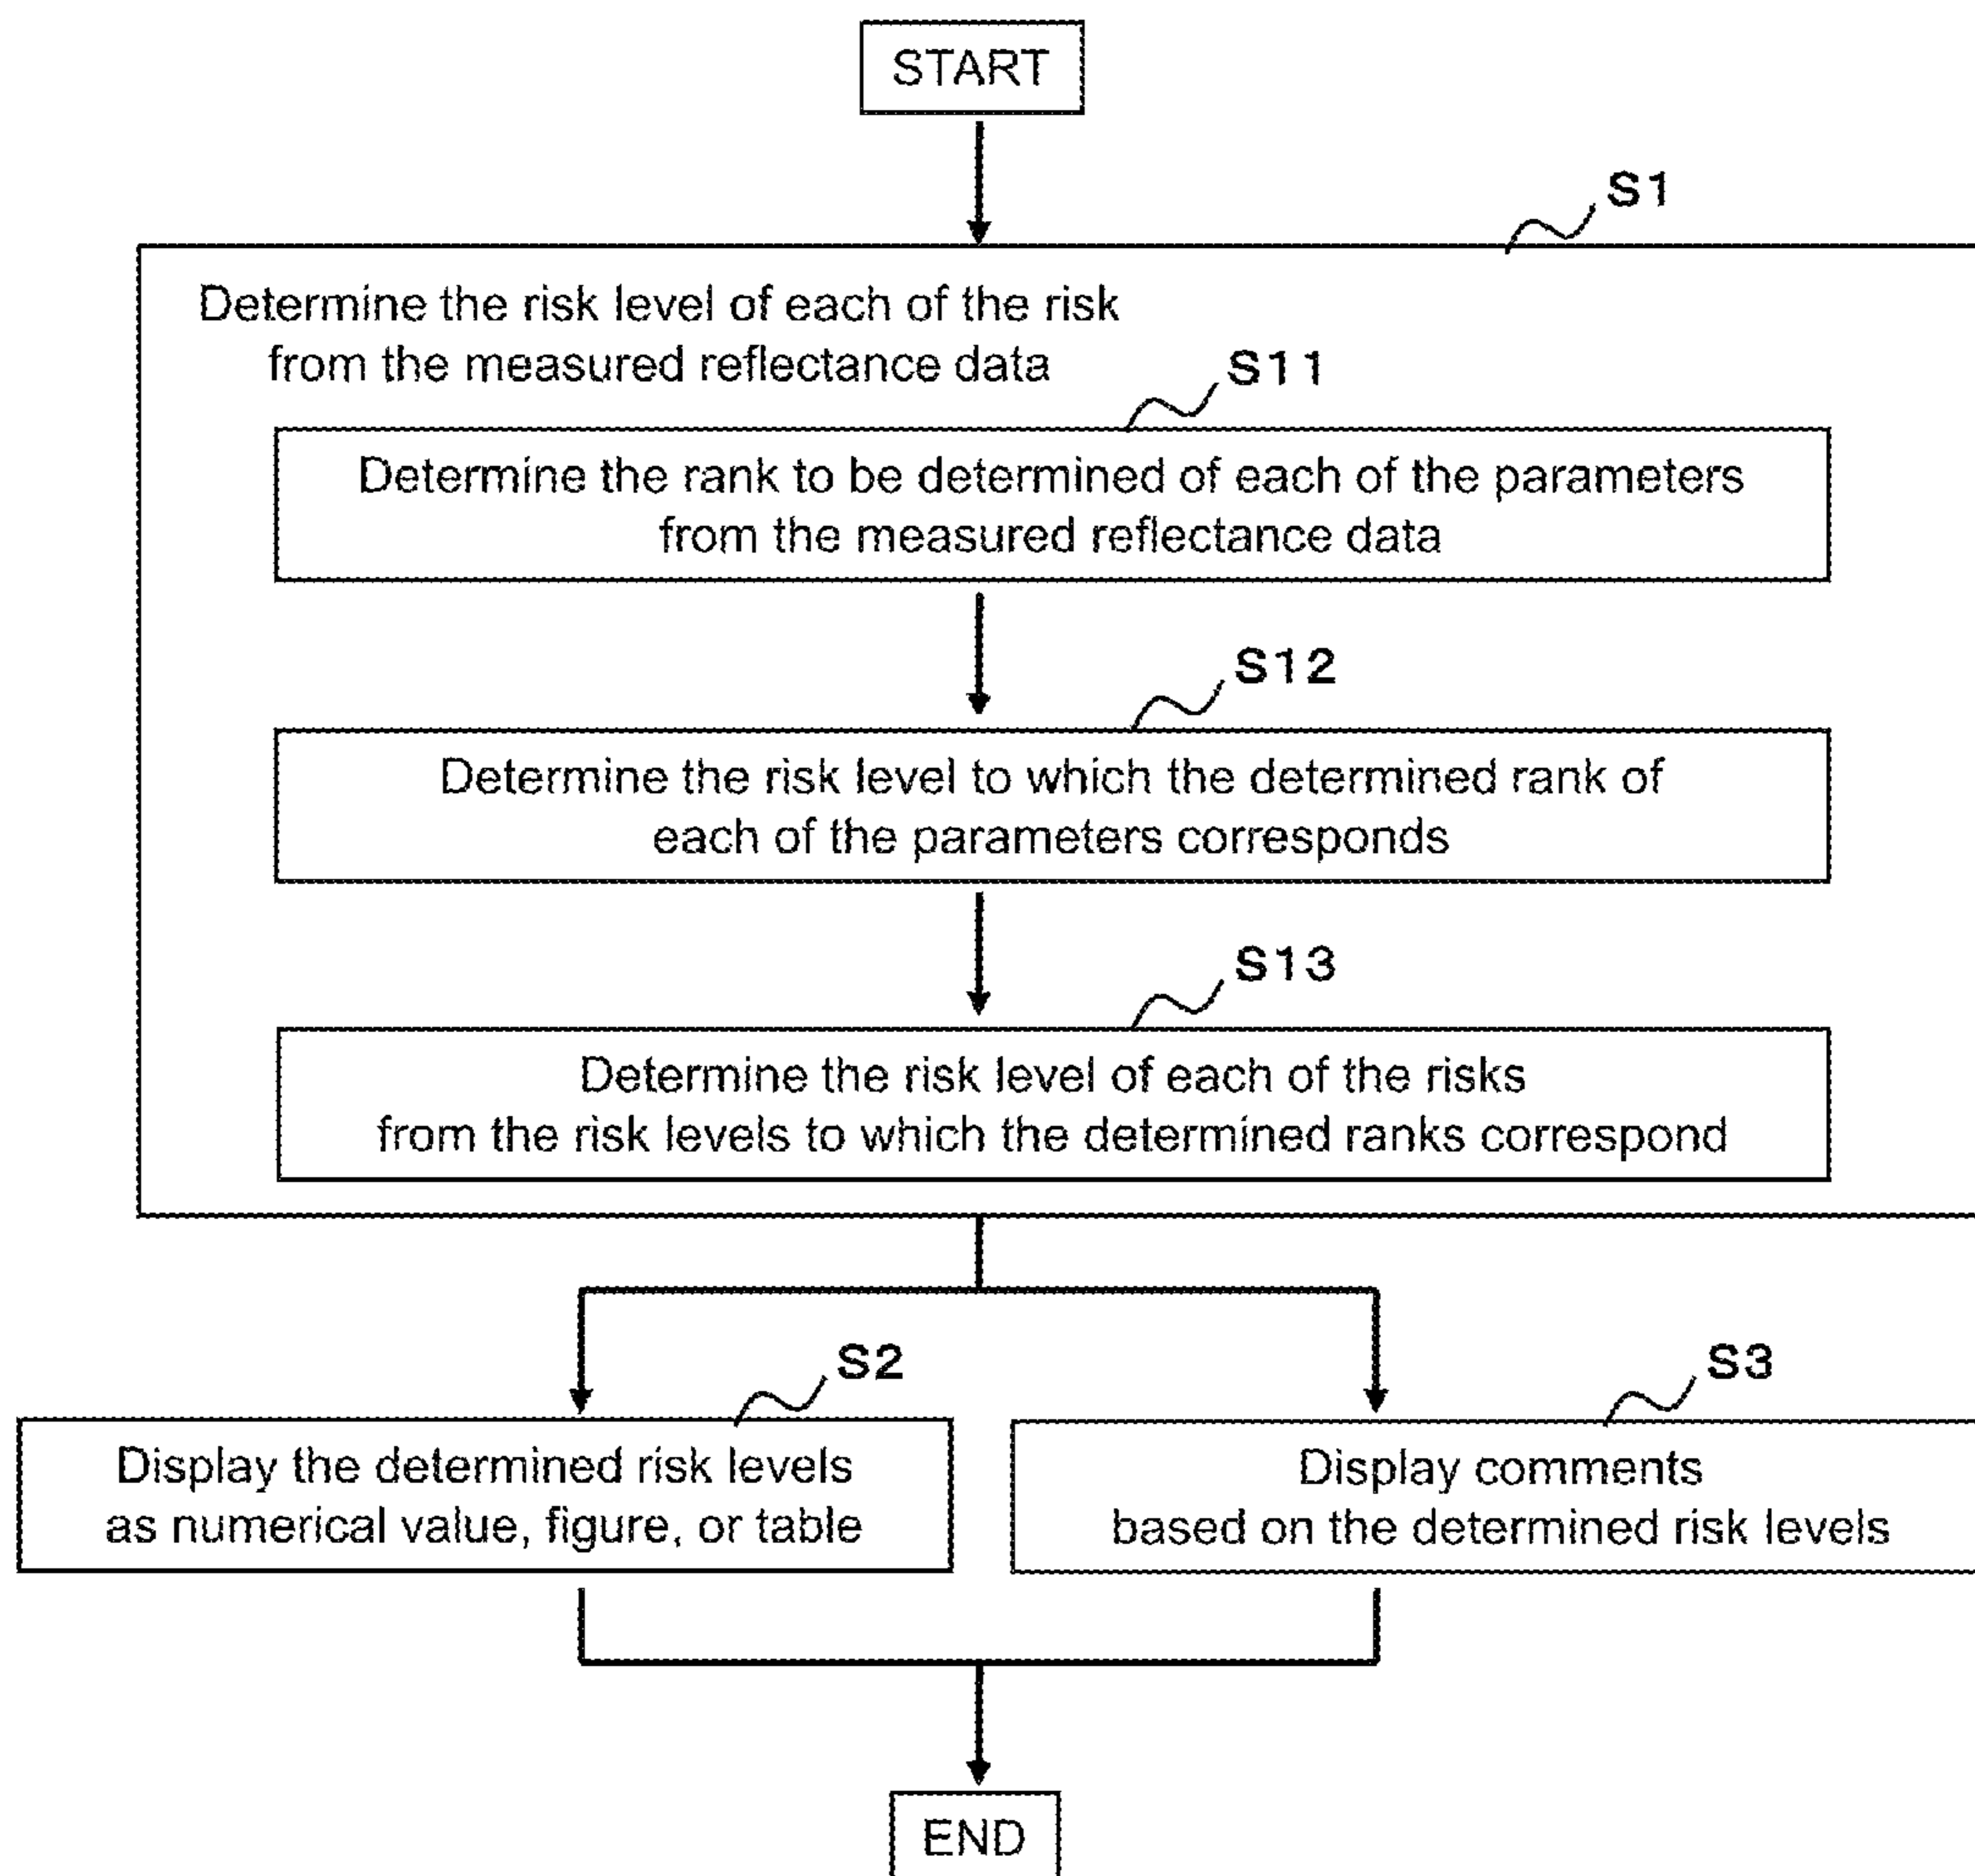 START
S1
Determine the risk level of each of the risk
from the measured reflectance data
S11
Determine the rank to be determined of each of the parameters
from the measured reflectance data
S12
Determine the risk level to which the determined rank of
each of the parameters corresponds
S13
Determine the risk level of each of the risks
from the risk levels to which the determined ranks correspond
S2
Display the determined risk levels
as numerical value, figure, or table
S3
Display comments
based on the determined risk levels
END